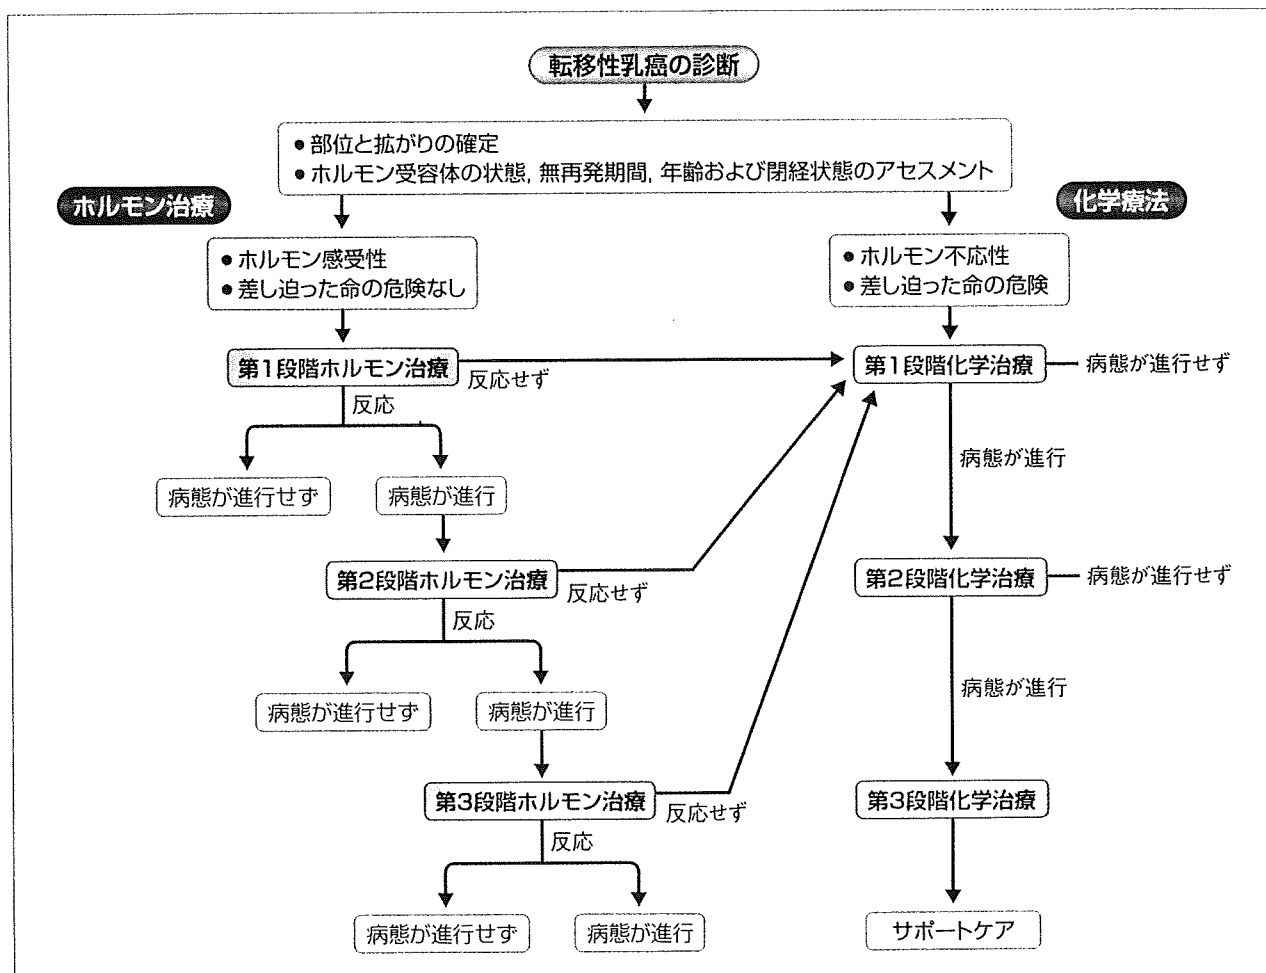 転移性乳癌の診断
● 部位と拡がりの確定
● ホルモン受容体の状態, 無再発期間, 年齢および閉経状態のアセスメント
ホルモン治療
化学療法
● ホルモン感受性
● 差し迫った命の危険なし
● ホルモン不応性
● 差し迫った命の危険
第1段階ホルモン治療
反応せず
第1段階化学治療
病態が進行せず
反応
病態が進行
病態が進行せず
病態が進行
第2段階ホルモン治療
反応せず
第2段階化学治療
病態が進行せず
反応
病態が進行
病態が進行せず
病態が進行
第3段階ホルモン治療
反応せず
第3段階化学治療
反応
病態が進行せず
病態が進行
サポートケア